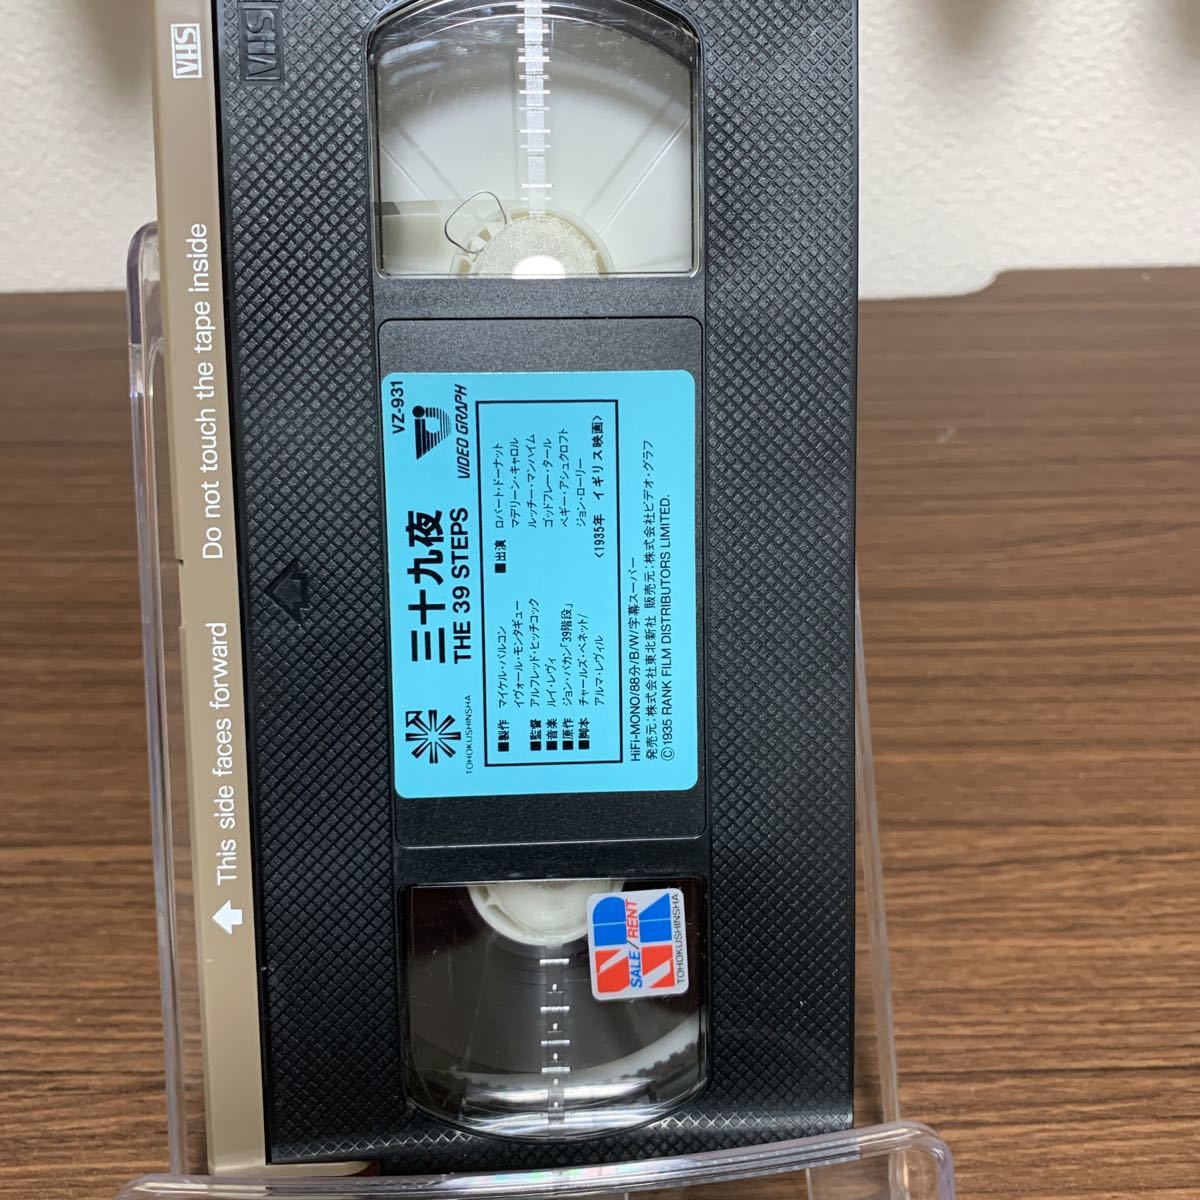 VHS
VHS
This side faces forward
Do not touch the tape inside
VZ-931
VIDEO GRAPH
TOHOKUSHINSHA
三十九夜
THE 39 STEPS
■製作 マイケル・バルコン
イヴォール・モンタギュー
■監督 アルフレッド・ヒッチコック
■音楽 ルイ・レヴィ
■原作 ジョン・バカン「39階段」
■脚本 チャールズ・ベネット/
アルマ・レヴィル
■出演 ロバート・ドーナット
マデリーン・キャロル
ルッチー・マンハイム
ゴッドフレー・タール
ペギー・アシュクロフト
ジョン・ローリー
<1935年 イギリス映画>
HiFi-MONO/88分/B/W/字幕スーパー
発売元:株式会社東北新社 販売元:株式会社ビデオ・グラフ
©1935 RANK FILM DISTRIBUTORS LIMITED.
SALE/RENT
TOHOKUSHINSHA